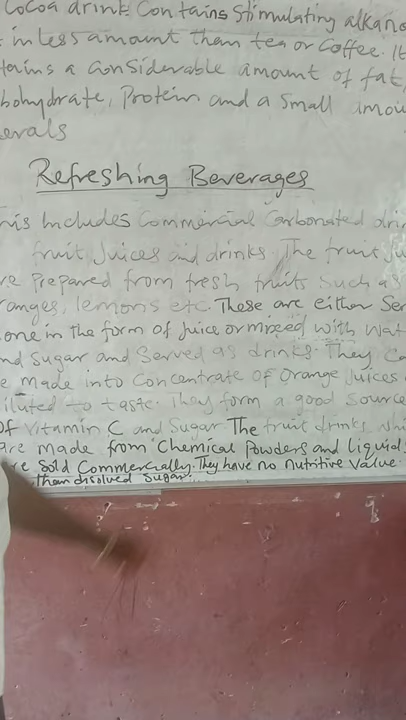 Cocoa drink Contains Stimulating alkalo
in less amount than tea or Coffee. It
tains a Considerable amount of fat,
bohydrate, Protein and a Small amou
erals
Refreshing Beverages
his Includes Commercial Carbonated dri
fruit Juices and drinks. The fruit Ju
re Prepared from fresh fruits Such as
ranges, lemons etc. These are either Ser
one in the form of Juice or mixed with Wat
nd Sugar and Served as drinks. They Ca
e made into Concentrate of Orange Juices
iluted to taste. They form a good Source
of Vitamin C and Sugar The fruit drinks whi
are made from Chemical Powders and liquid
re Sold Commercially. They have no Nutritive Value
than disolved Sugar.